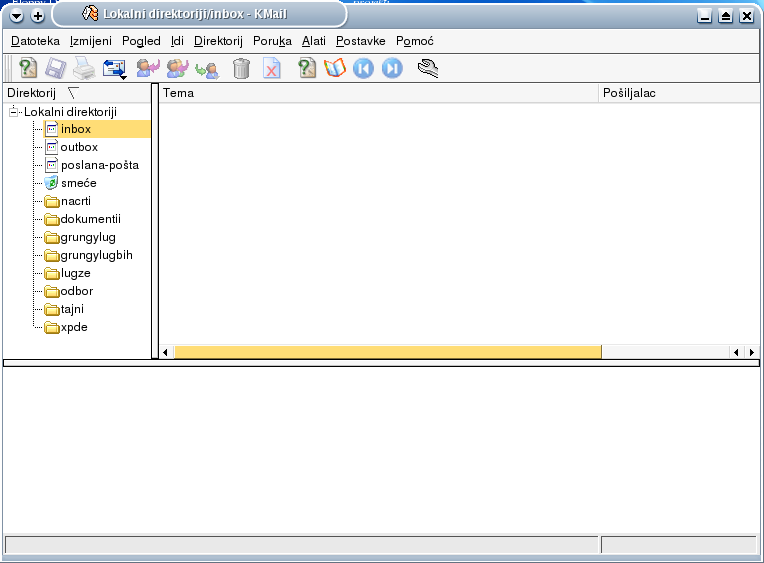 Lokalni direktoriji/inbox - KMail
Datoteka Izmijeni Pogled Idi Direktorij Poruka Alati Postavke Pomoć
Direktorij Tema Pošiljalac
Lokalni direktoriji
inbox
outbox
poslana-pošta
smeće
nacrti
dokumentii
grungylug
grungylugbih
lugze
odbor
tajni
xpde